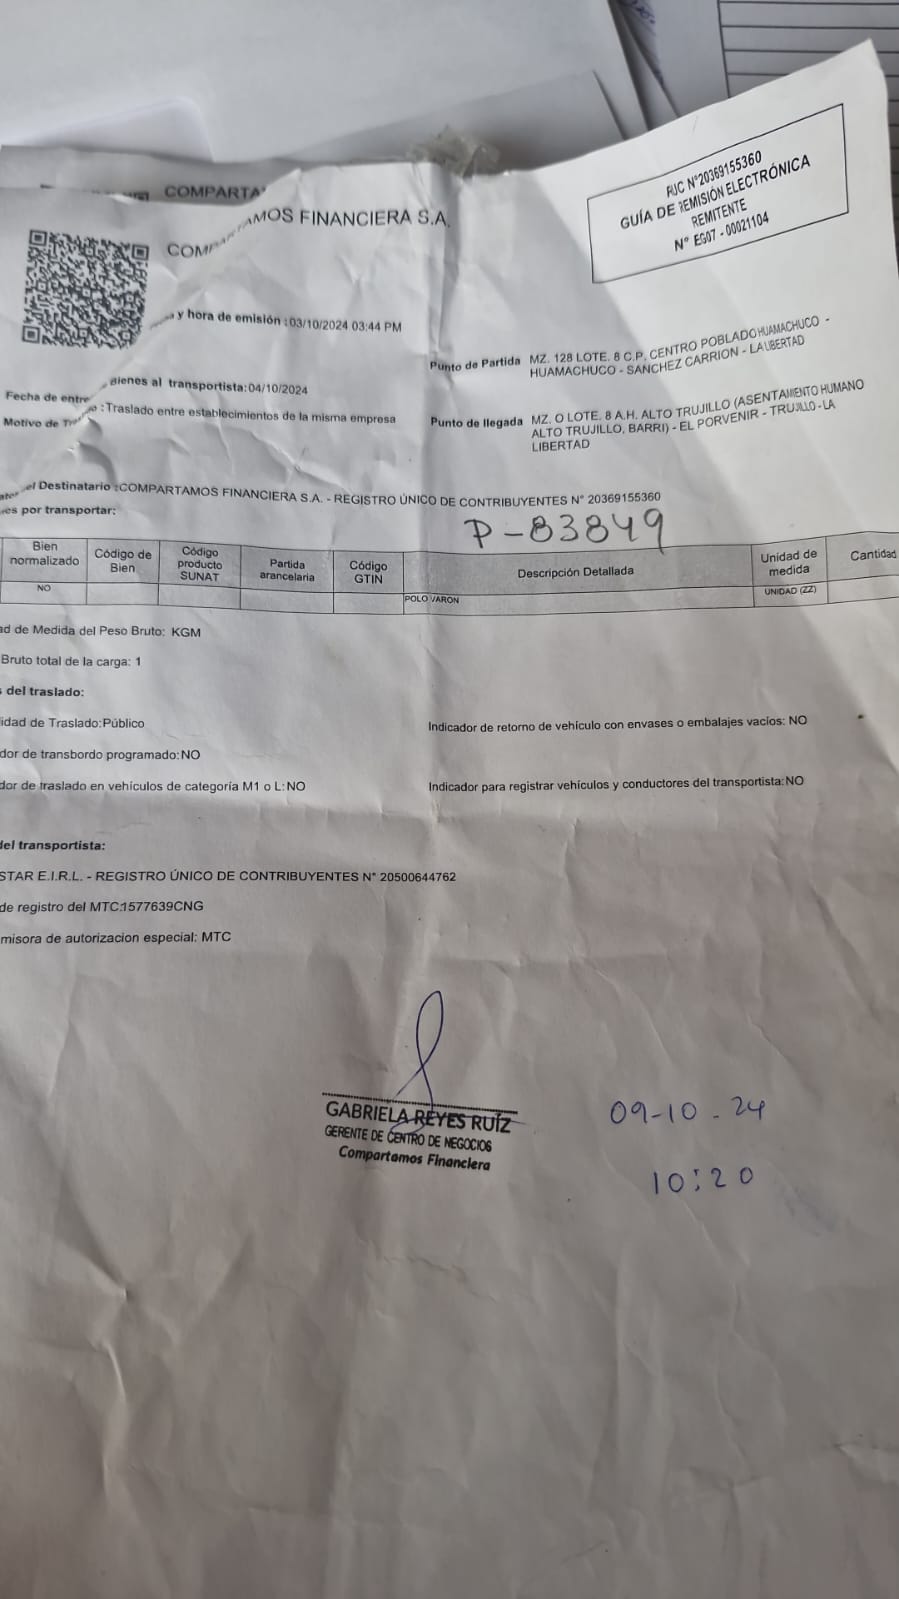 COMPARTA
COMPARTAMOS FINANCIERA S.A.
RUC N°20369155360
GUÍA DE REMISIÓN ELECTRÓNICA
REMITENTE
N° EG07 - 00021104
y hora de emisión :03/10/2024 03:44 PM
Punto de Partida MZ. 128 LOTE. 8 C.P. CENTRO POBLADO HUAMACHUCO -
HUAMACHUCO - SANCHEZ CARRION - LA LIBERTAD
Fecha de entre bienes al transportista:04/10/2024
Motivo de Tra :Traslado entre establecimientos de la misma empresa
Punto de llegada MZ. O LOTE. 8 A.H. ALTO TRUJILLO (ASENTAMIENTO HUMANO
ALTO TRUJILLO, BARRI) - EL PORVENIR - TRUJILLO - LA
LIBERTAD
el Destinatario :COMPARTAMOS FINANCIERA S.A. - REGISTRO ÚNICO DE CONTRIBUYENTES N° 20369155360
es por transportar:
P-83849
Bien normalizado Código de Bien Código producto SUNAT Partida arancelaria Código GTIN Descripción Detallada Unidad de medida Cantidad
NO POLO VARON UNIDAD (ZZ)
ad de Medida del Peso Bruto: KGM
Bruto total de la carga: 1
s del traslado:
idad de Traslado:Público
Indicador de retorno de vehículo con envases o embalajes vacíos: NO
dor de transbordo programado:NO
dor de traslado en vehículos de categoría M1 o L:NO
Indicador para registrar vehículos y conductores del transportista:NO
del transportista:
STAR E.I.R.L. - REGISTRO ÚNICO DE CONTRIBUYENTES N° 20500644762
de registro del MTC:1577639CNG
misora de autorizacion especial: MTC
GABRIELA REYES RUÍZ
GERENTE DE CENTRO DE NEGOCIOS
Compartamos Financiera
09-10-24
10:20